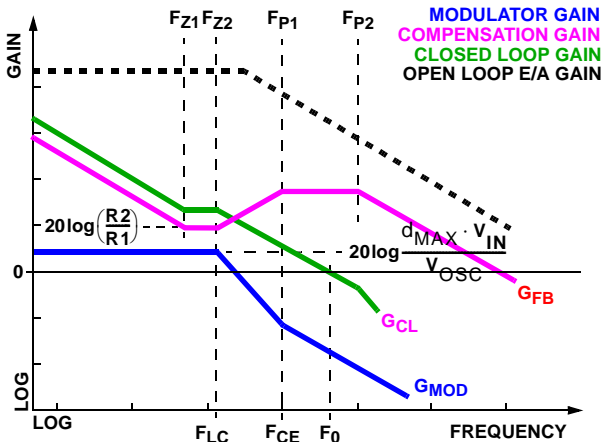 FZ1 FZ2 FP1 FP2
MODULATOR GAIN
COMPENSATION GAIN
CLOSED LOOP GAIN
OPEN LOOP E/A GAIN
GAIN
20log(R2/R1)
20log dMAX · VIN / VOSC
0
GFB
GCL
GMOD
LOG
LOG
FLC FCE F0
FREQUENCY